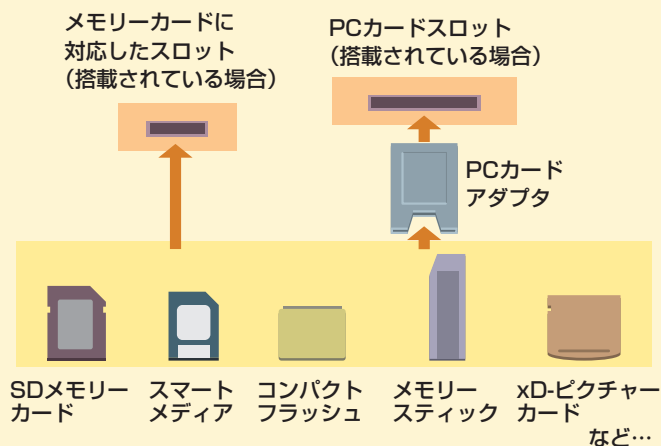 メモリーカードに
対応したスロット
（搭載されている場合）
PCカードスロット
（搭載されている場合）
PCカード
アダプタ
SDメモリー
カード
スマート
メディア
コンパクト
フラッシュ
メモリー
スティック
xD-ピクチャー
カード
など…